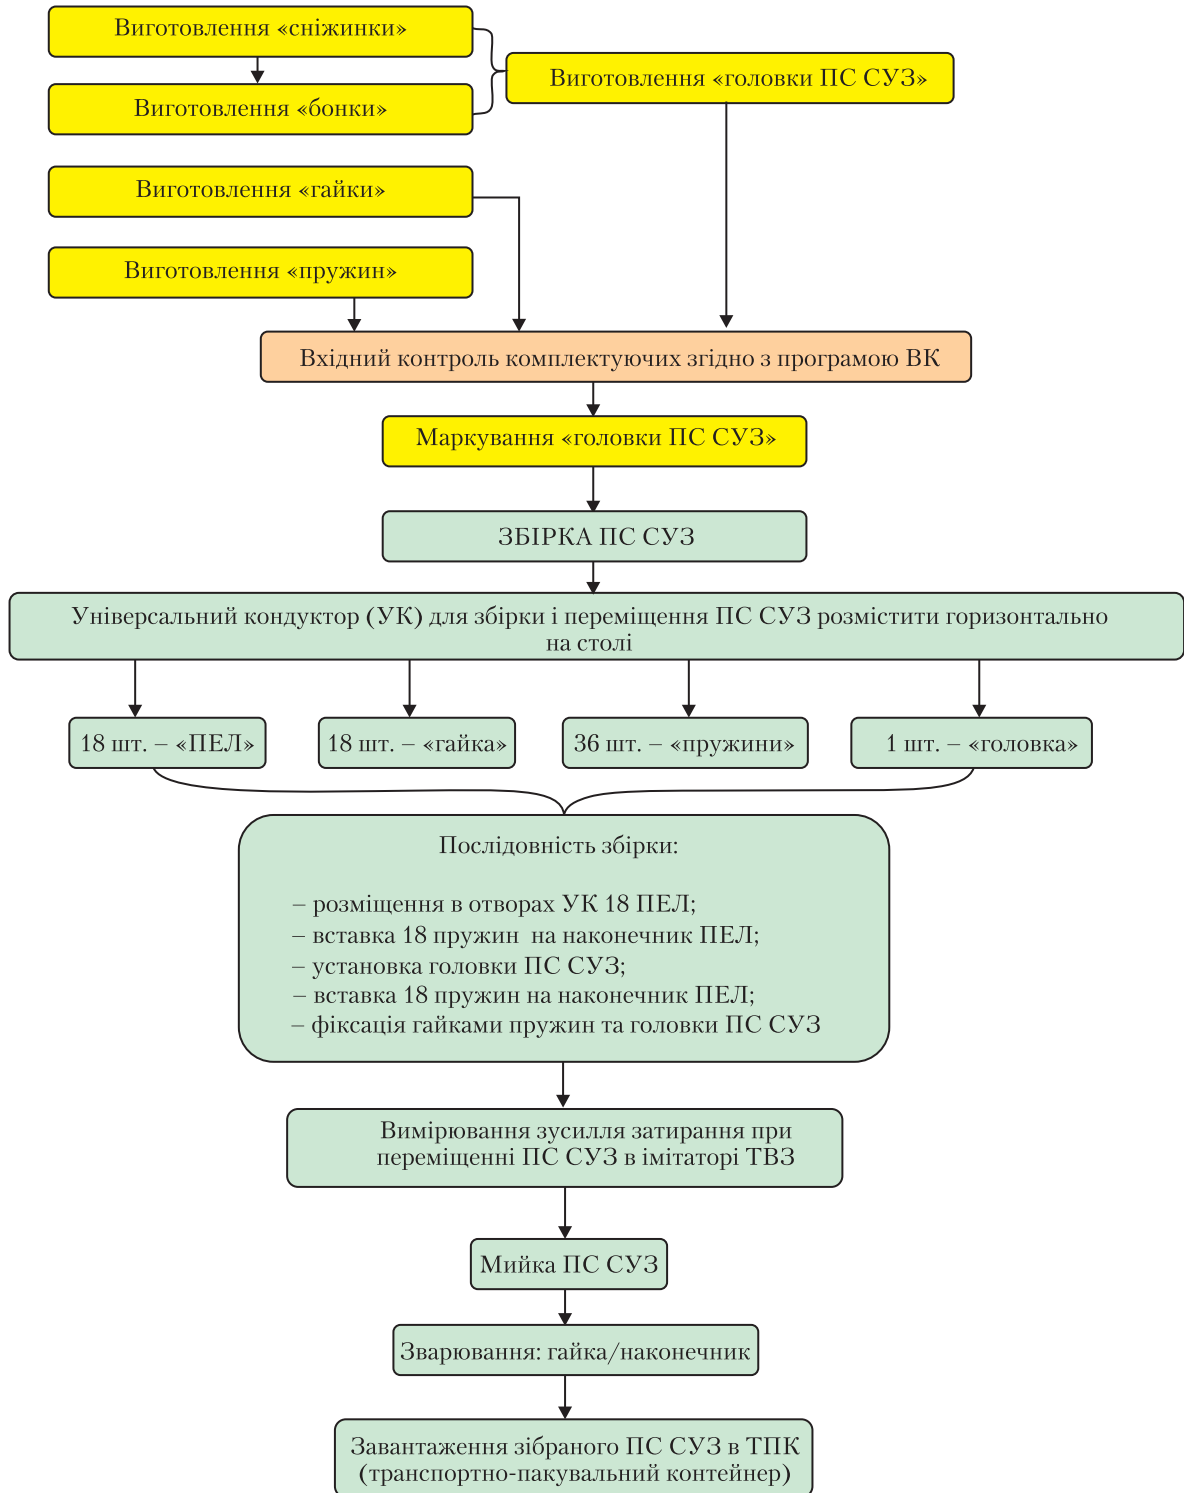 Виготовлення «сніжинки»
Виготовлення «бонки»
Виготовлення «головки ПС СУЗ»
Виготовлення «гайки»
Виготовлення «пружин»
Вхідний контроль комплектуючих згідно з програмою ВК
Маркування «головки ПС СУЗ»
ЗБІРКА ПС СУЗ
Універсальний кондуктор (УК) для збірки і переміщення ПС СУЗ розмістити горизонтально
на столі
18 шт. – «ПЕЛ»
18 шт. – «гайка»
36 шт. – «пружини»
1 шт. – «головка»
Послідовність збірки:
– розміщення в отворах УК 18 ПЕЛ;
– вставка 18 пружин на наконечник ПЕЛ;
– установка головки ПС СУЗ;
– вставка 18 пружин на наконечник ПЕЛ;
– фіксація гайками пружин та головки ПС СУЗ
Вимірювання зусилля затирання при
переміщенні ПС СУЗ в імітаторі ТВЗ
Мийка ПС СУЗ
Зварювання: гайка/наконечник
Завантаження зібраного ПС СУЗ в ТПК
(транспортно-пакувальний контейнер)